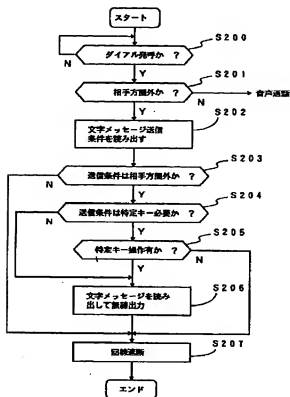 スタート
S200
ダイアル発呼か ?
N
Y
S201
相手方圏外か ?
N
音声通話
Y
S202
文字メッセージ送信
条件を読み出す
S203
送信条件は相手方圏外か ?
N
Y
S204
送信条件は特定キー必要か ?
N
Y
S205
特定キー操作有か ?
N
Y
S206
文字メッセージを読み
出して無線出力
S207
回線遮断
エンド